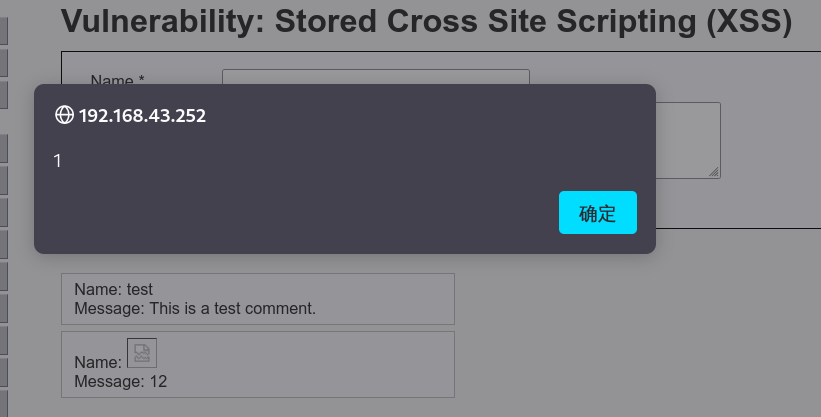 Vulnerability: Stored Cross Site Scripting (XSS)
Name *
192.168.43.252
1
确定
Name: test
Message: This is a test comment.
Name:
Message: 12